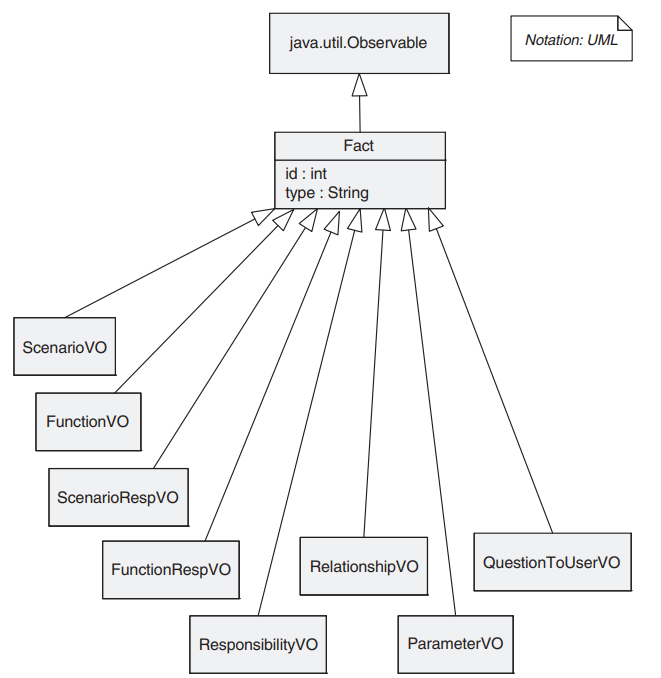 java.util.Observable
Notation: UML
Fact
id : int
type : String
ScenarioVO
FunctionVO
ScenarioRespVO
FunctionRespVO
RelationshipVO
QuestionToUserVO
ResponsibilityVO
ParameterVO